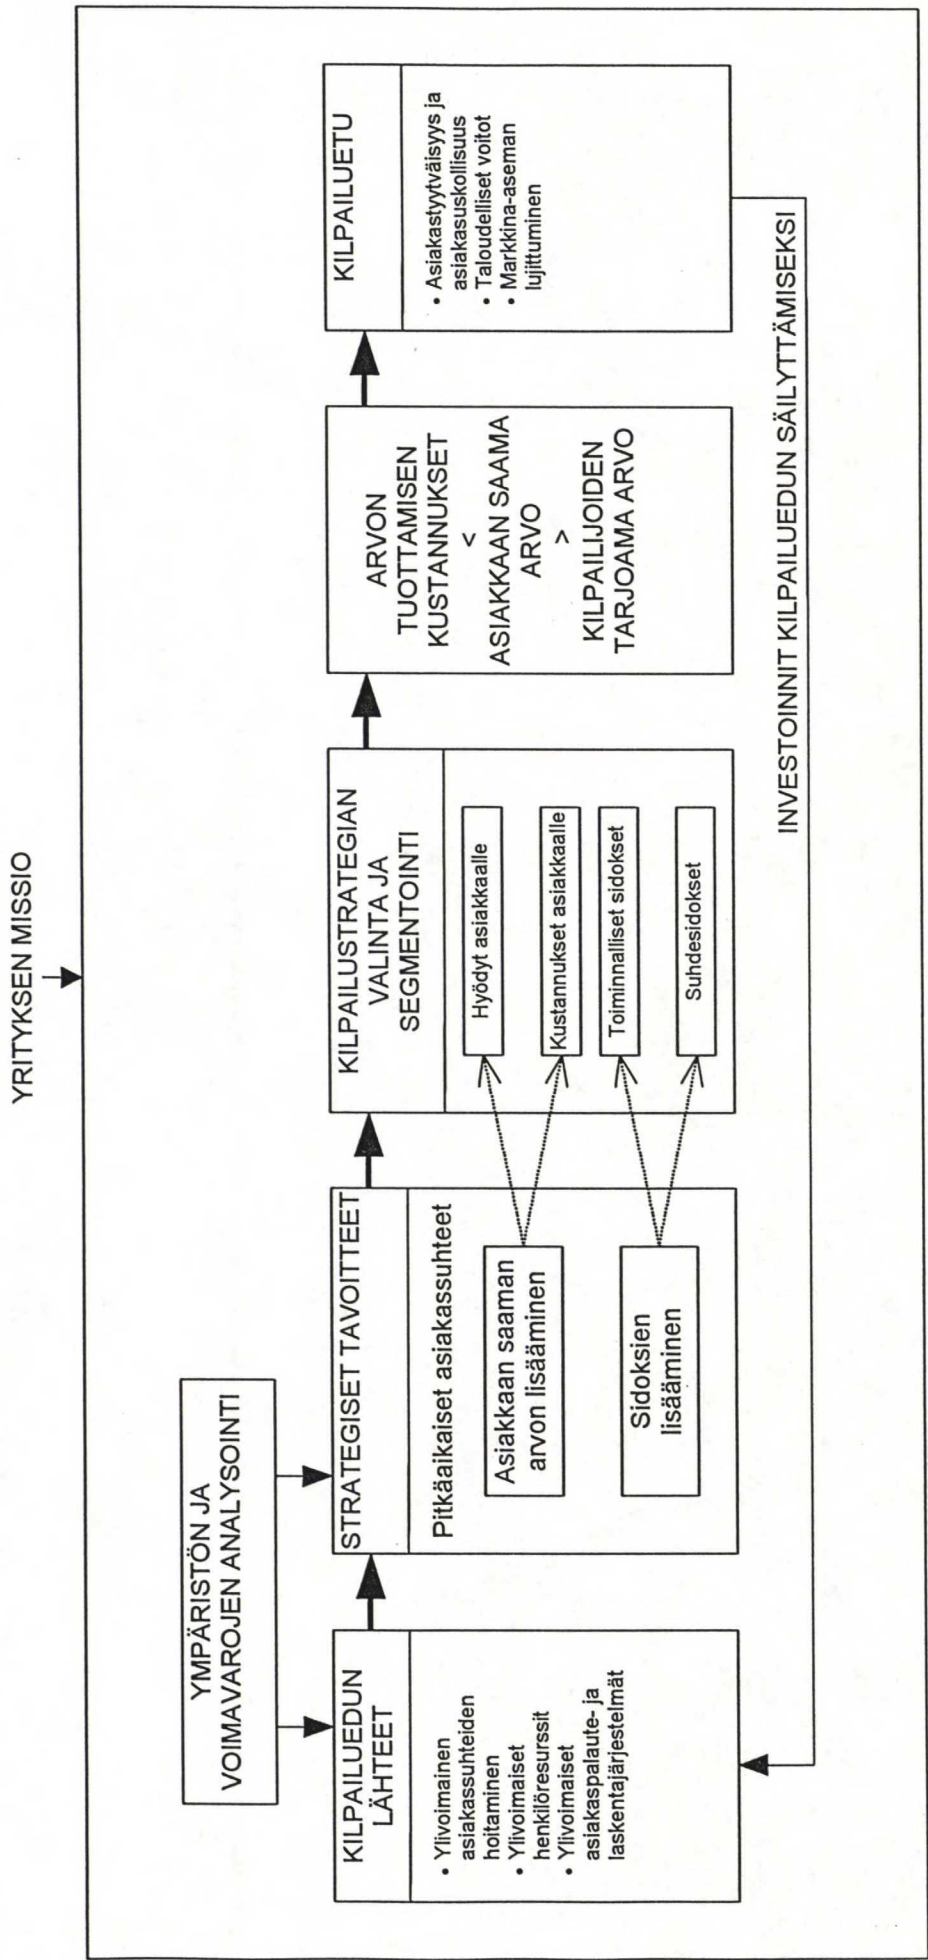 YRITYKSEN MISSIO
YMPÄRISTÖN JA
VOIMAVAROJEN ANALYSOINTI
KILPAILUEDUN
LÄHTEET
• Ylivoimainen
asiakassuhteiden
hoitaminen
• Ylivoimaiset
henkilöresurssit
• Ylivoimaiset
asiakaspalaute- ja
laskentajärjestelmät
STRATEGISET TAVOITTEET
Pitkäaikaiset asiakassuhteet
Asiakkaan saaman
arvon lisääminen
Sidoksien
lisääminen
KILPAILUSTRATEGIAN
VALINTA JA
SEGMENTOINTI
Hyödyt asiakkaalle
Kustannukset asiakkaalle
Toiminnalliset sidokset
Suhdesidokset
ARVON
TUOTTAMISEN
KUSTANNUKSET
<
ASIAKKAAN SAAMA
ARVO
>
KILPAILIJOIDEN
TARJOAMA ARVO
KILPAILUETU
• Asiakastyytväisyys ja
asiakasuskollisuus
• Taloudelliset voitot
• Markkina-aseman
lujittuminen
INVESTOINNIT KILPAILUEDUN SÄILYTTÄMISEKSI